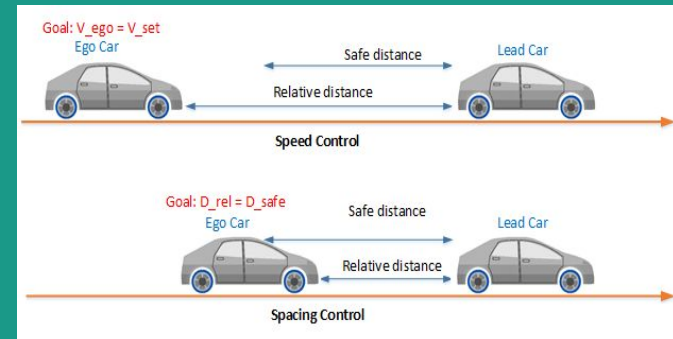 Goal: V_ego = V_set
Ego Car
Safe distance
Lead Car
Relative distance
Speed Control
Goal: D_rel = D_safe
Ego Car
Safe distance
Lead Car
Relative distance
Spacing Control